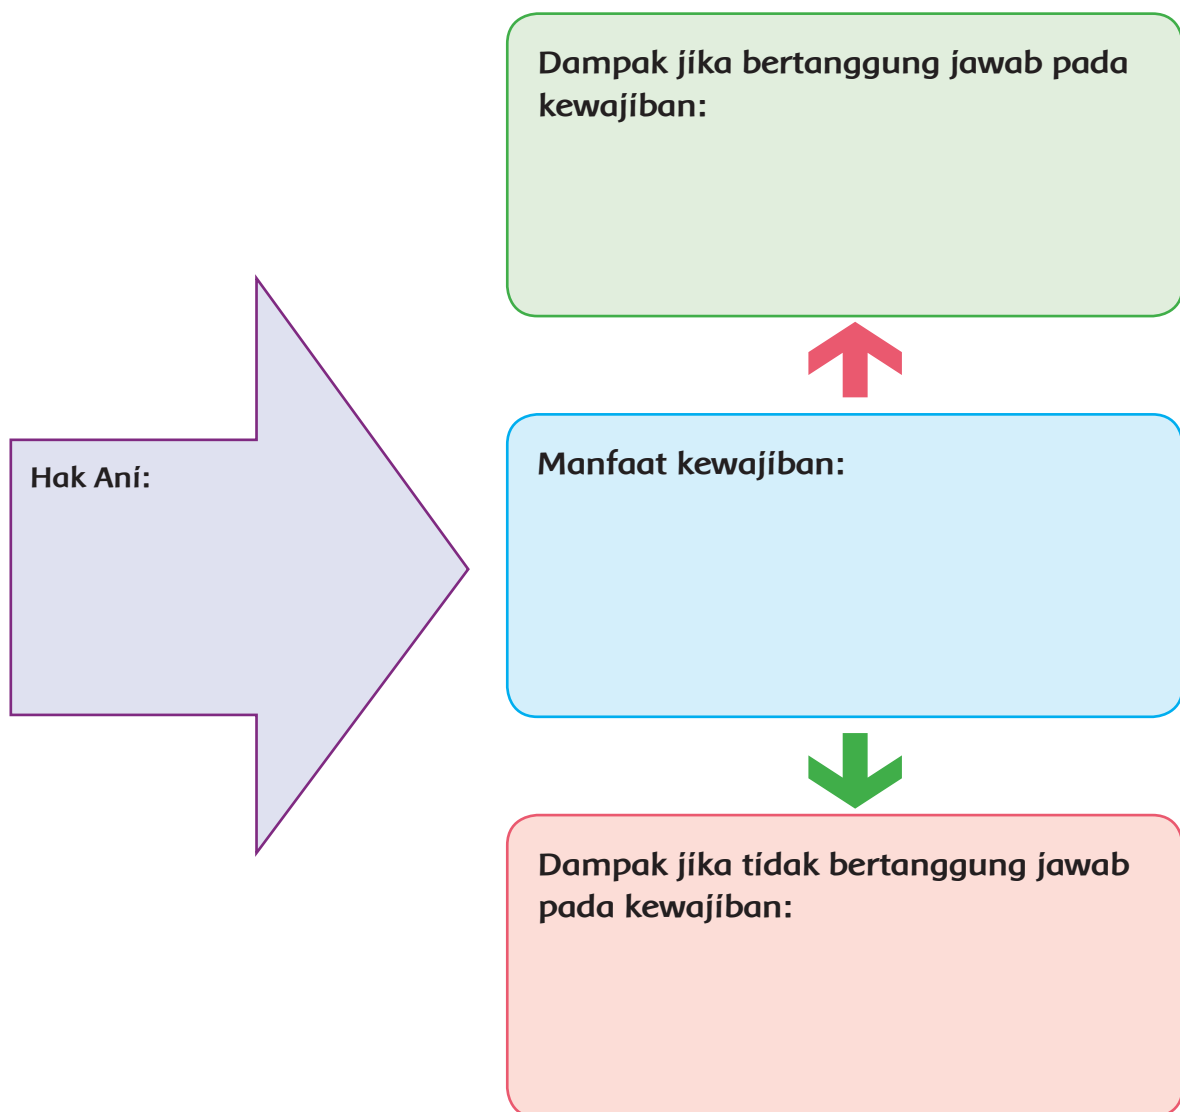 Dampak jika bertanggung jawab pada
kewajiban:
Hak Ani:
Manfaat kewajiban:
Dampak jika tidak bertanggung jawab
pada kewajiban: